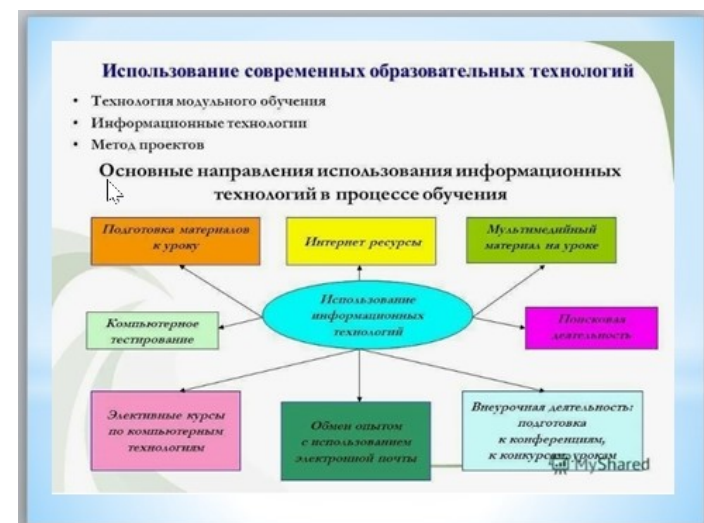 Использование современных образовательных технологий
• Технология модульного обучения
• Информационные технологии
• Метод проектов
Основные направления использования информационных
технологий в процессе обучения
Подготовка материалов
к уроку
Интернет ресурсы
Мультимедийный
материал на уроке
Использование
информационных
технологий
Компьютерное
тестирование
Поисковая
деятельность
Элективные курсы
по компьютерным
технологиям
Обмен опытом
с использованием
электронной почты
Внеурочная деятельность:
подготовка
к конференциям,
к конкурсам, урокам
MyShared